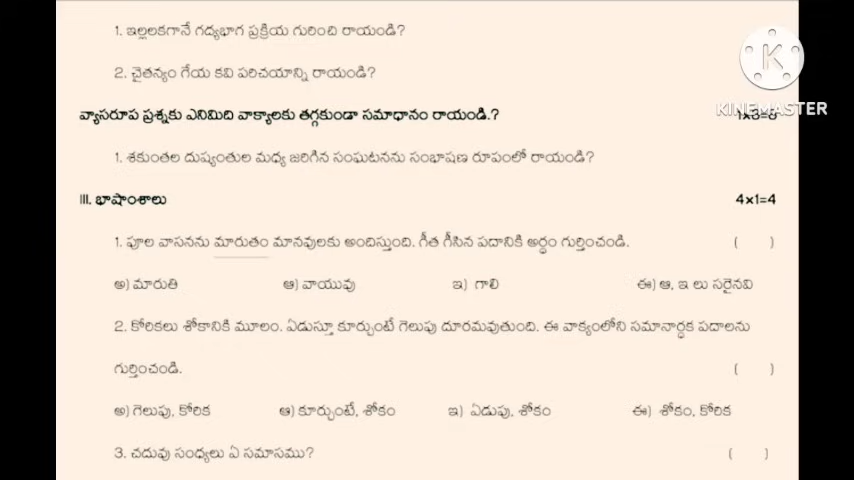 1. ఇల్లలకగానే గద్యభాగ ప్రక్రియ గురించి రాయండి?
2. చైతన్యం గేయ కవి పరిచయాన్ని రాయండి?
KINEMASTER
వ్యాసరూప ప్రశ్నకు ఎనిమిది వాక్యాలకు తగ్గకుండా సమాధానం రాయండి.?
1. శకుంతల దుష్యంతుల మధ్య జరిగిన సంఘటనను సంభాషణ రూపంలో రాయండి?
III. భాషాంశాలు 4×1=4
1. పూల వాసనను మారుతం మానవులకు అందిస్తుంది. గీత గీసిన పదానికి అర్థం గుర్తించండి. ( )
అ) మారుతి ఆ) వాయువు ఇ) గాలి ఈ) ఆ, ఇ లు సరైనవి
2. కోరికలు శోకానికి మూలం. ఏడుస్తూ కూర్చుంటే గెలుపు దూరమవుతుంది. ఈ వాక్యంలోని సమానార్థక పదాలను
గుర్తించండి. ( )
అ) గెలుపు, కోరిక ఆ) కూర్చుంటే, శోకం ఇ) ఏడుపు, శోకం ఈ) శోకం, కోరిక
3. చదువు సంధ్యలు ఏ సమాసము? ( )